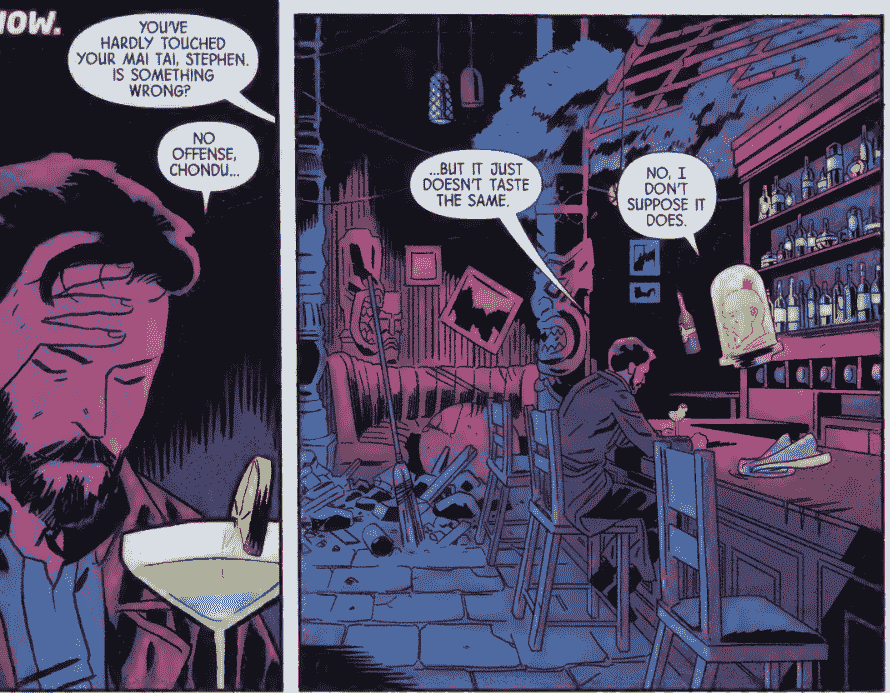 NOW.
YOU'VE
HARDLY TOUCHED
YOUR MAI TAI, STEPHEN.
IS SOMETHING
WRONG?
NO
OFFENSE,
CHONDU...
...BUT IT JUST
DOESN'T TASTE
THE SAME.
NO, I
DON'T
SUPPOSE IT
DOES.